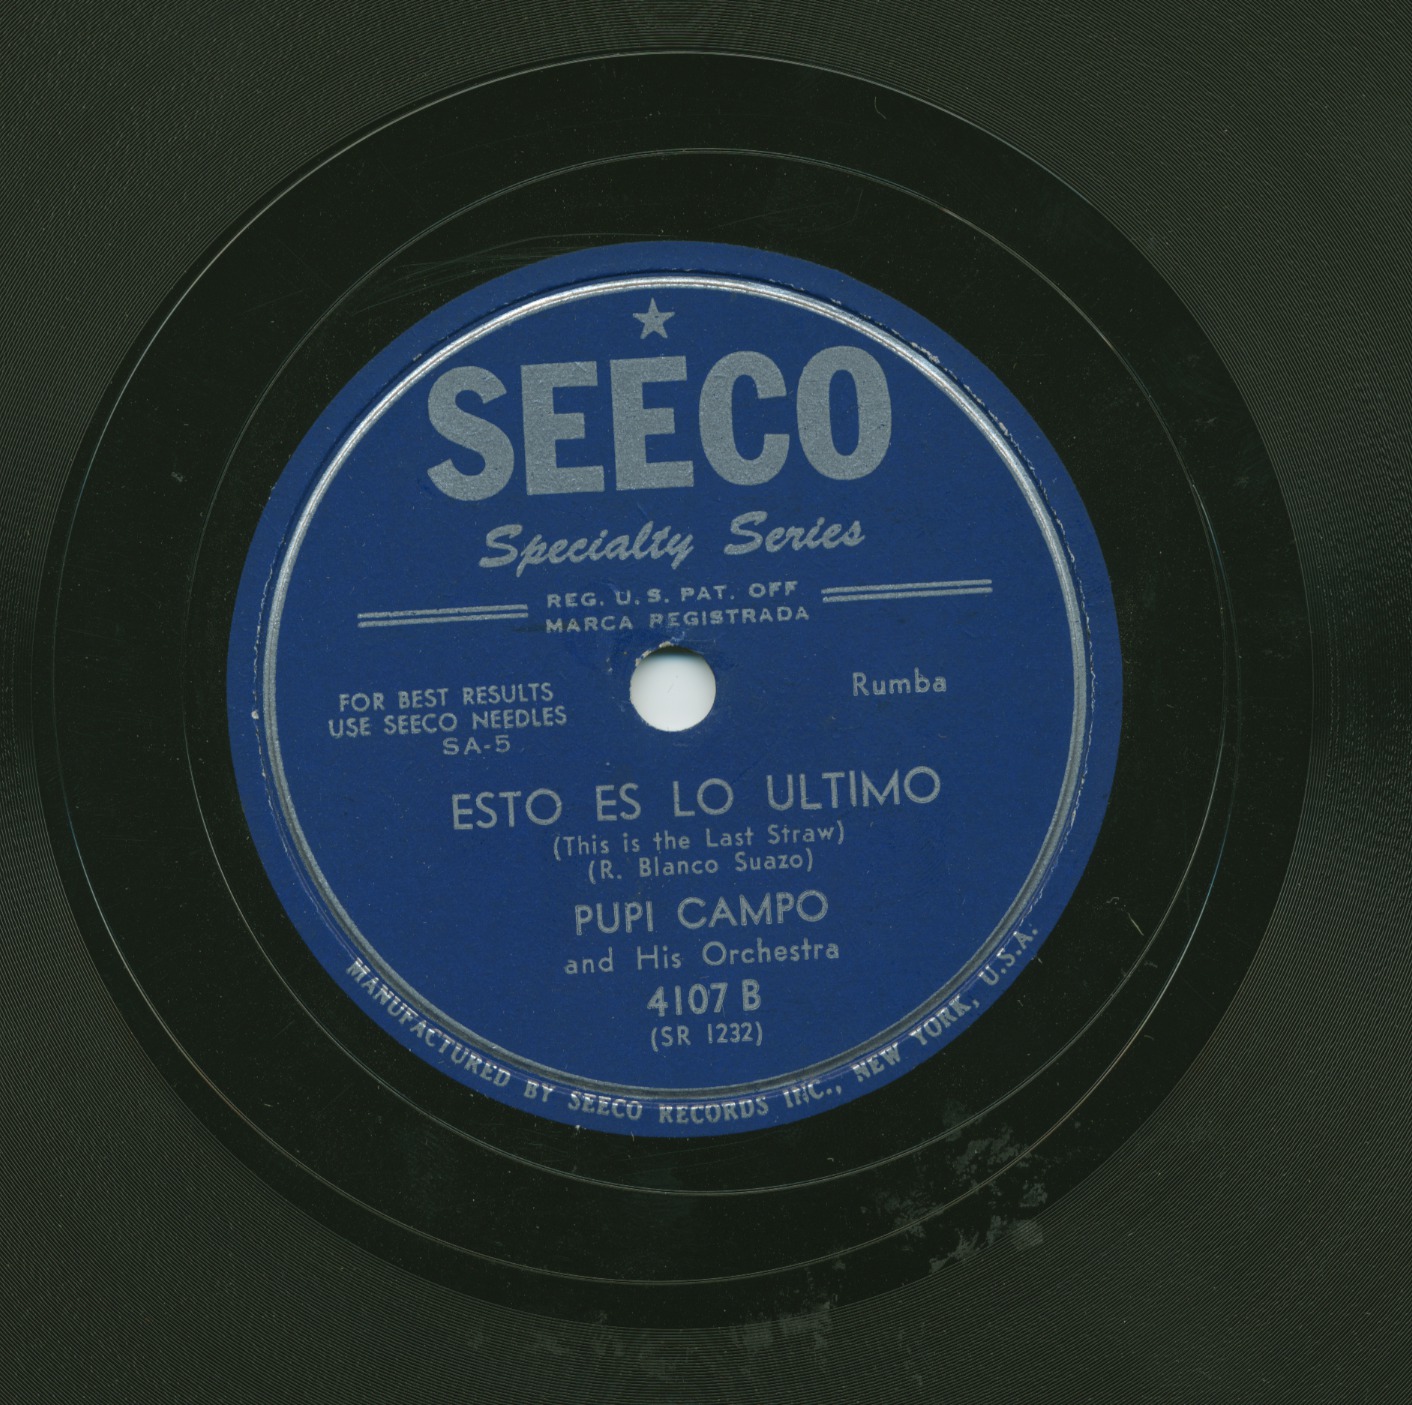 SEECO
Specialty Series
REG. U.S. PAT. OFF
MARCA REGISTRADA
FOR BEST RESULTS
USE SEECO NEEDLES
SA-5
Rumba
ESTO ES LO ULTIMO
(This is the Last Straw)
(R. Blanco Suazo)
PUPI CAMPO
and His Orchestra
4107 B
(SR 1232)
MANUFACTURED BY SEECO RECORDS INC., NEW YORK, U.S.A.